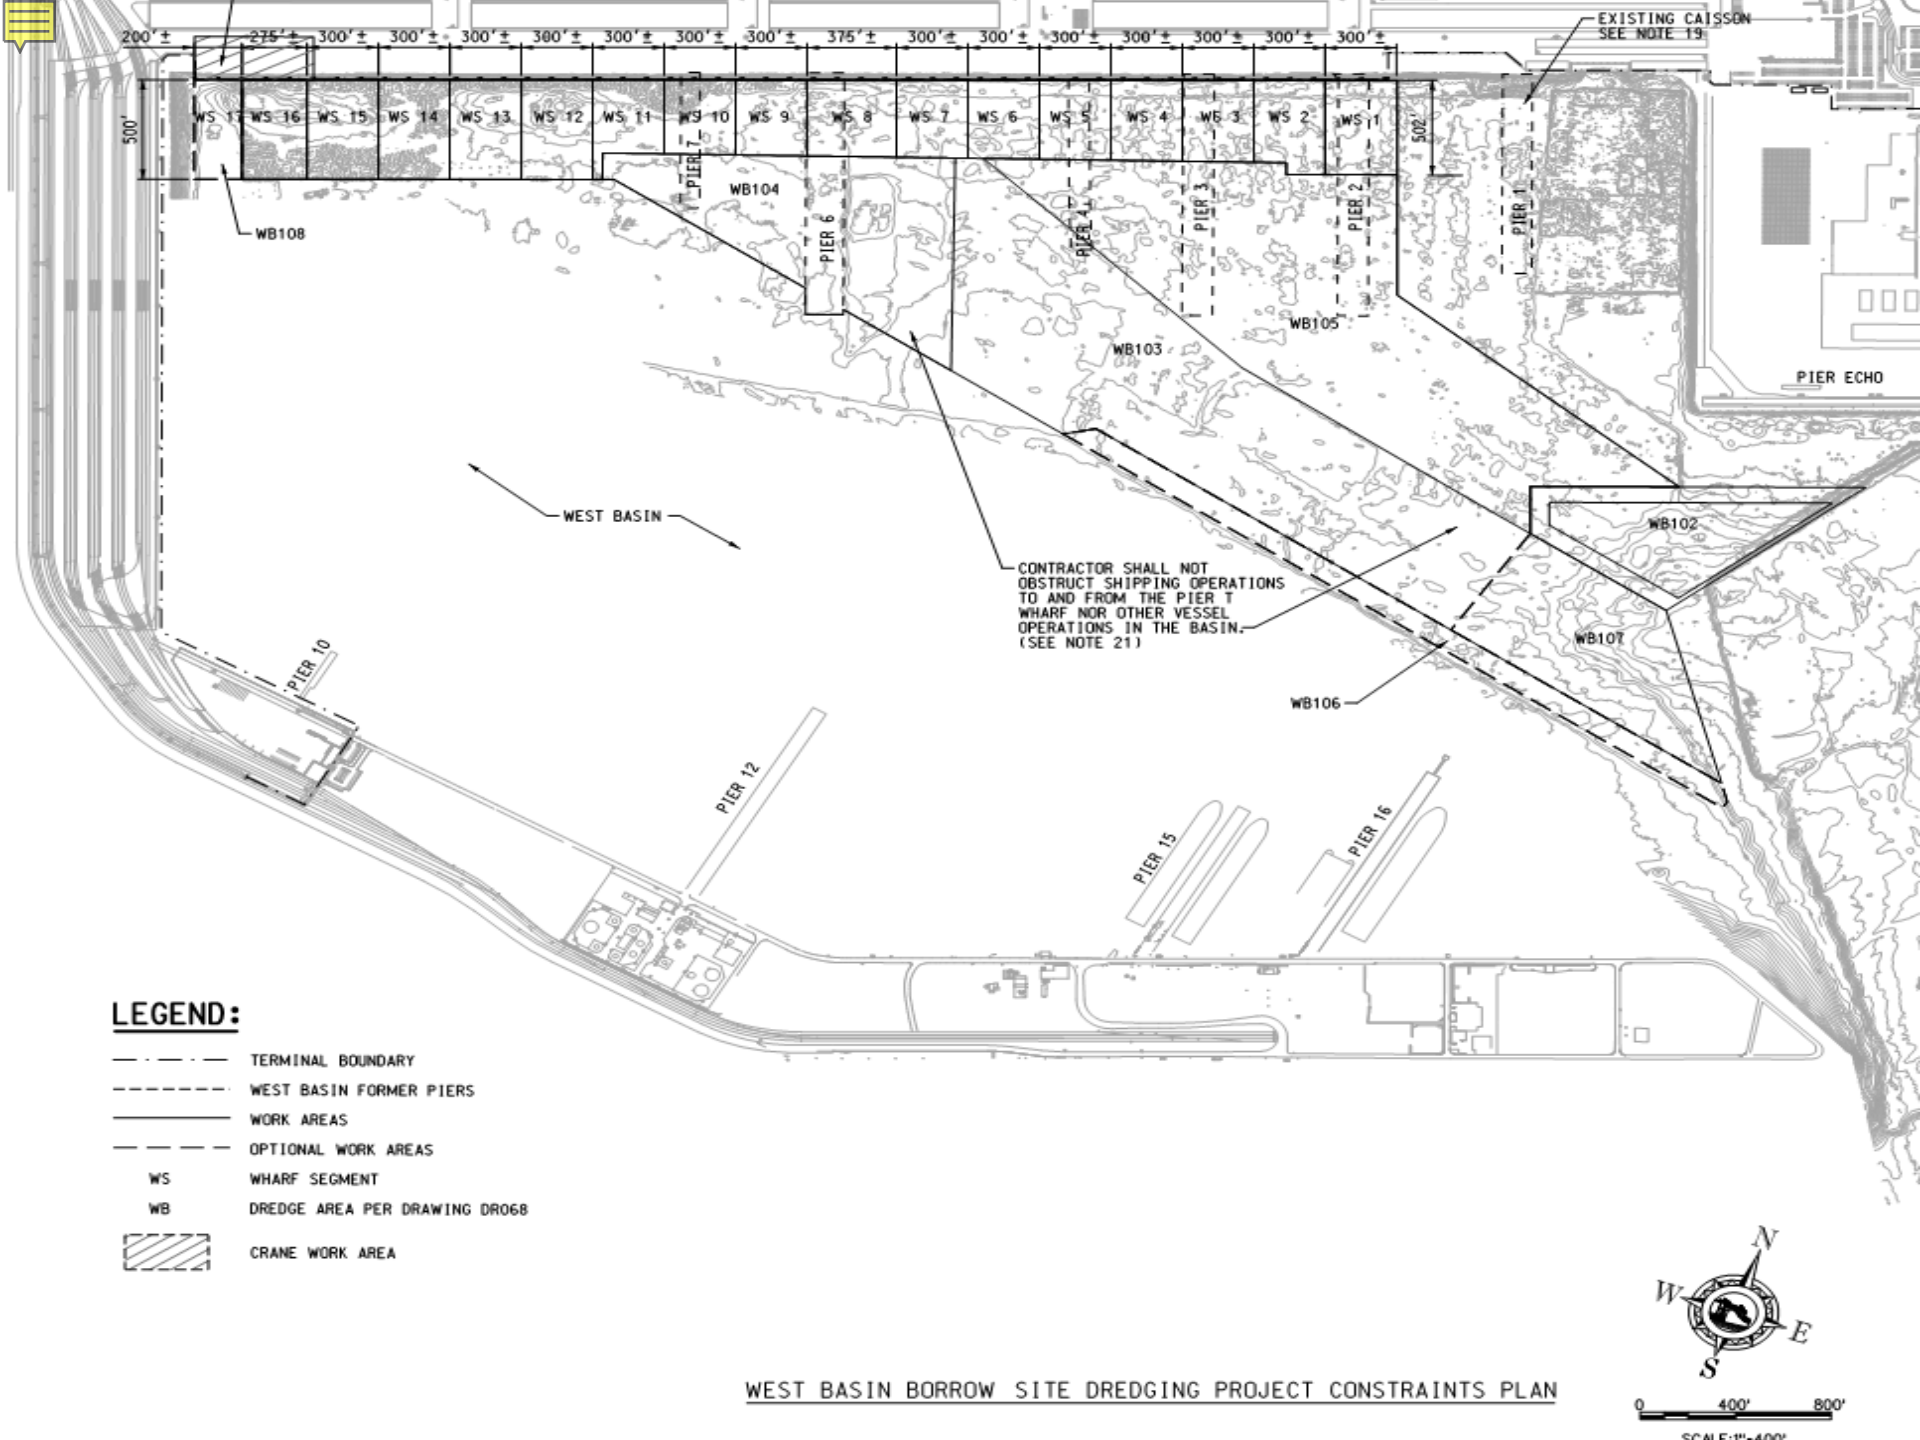 EXISTING CAISSON
SEE NOTE 19
200'± 275'± 300'± 300'± 300'± 300'± 300'± 300'± 300'± 375'± 300'± 300'± 300'± 300'± 300'± 300'± 300'±
WS 17 WS 16 WS 15 WS 14 WS 13 WS 12 WS 11 WS 10 WS 9 WS 8 WS 7 WS 6 WS 5 WS 4 WS 3 WS 2 WS 1
500'
502'
PIER 7
PIER 6
PIER 4
PIER 3
PIER 2
PIER 1
WB104
WB108
WB105
WB103
PIER ECHO
WEST BASIN
WB102
CONTRACTOR SHALL NOT
OBSTRUCT SHIPPING OPERATIONS
TO AND FROM THE PIER T
WHARF NOR OTHER VESSEL
OPERATIONS IN THE BASIN.
(SEE NOTE 21)
WB107
WB106
PIER 10
PIER 12
PIER 15
PIER 16
LEGEND:
TERMINAL BOUNDARY
WEST BASIN FORMER PIERS
WORK AREAS
OPTIONAL WORK AREAS
WS WHARF SEGMENT
WB DREDGE AREA PER DRAWING DR068
CRANE WORK AREA
N
W
E
S
WEST BASIN BORROW SITE DREDGING PROJECT CONSTRAINTS PLAN
0 400' 800'
SCALE:1"=400'